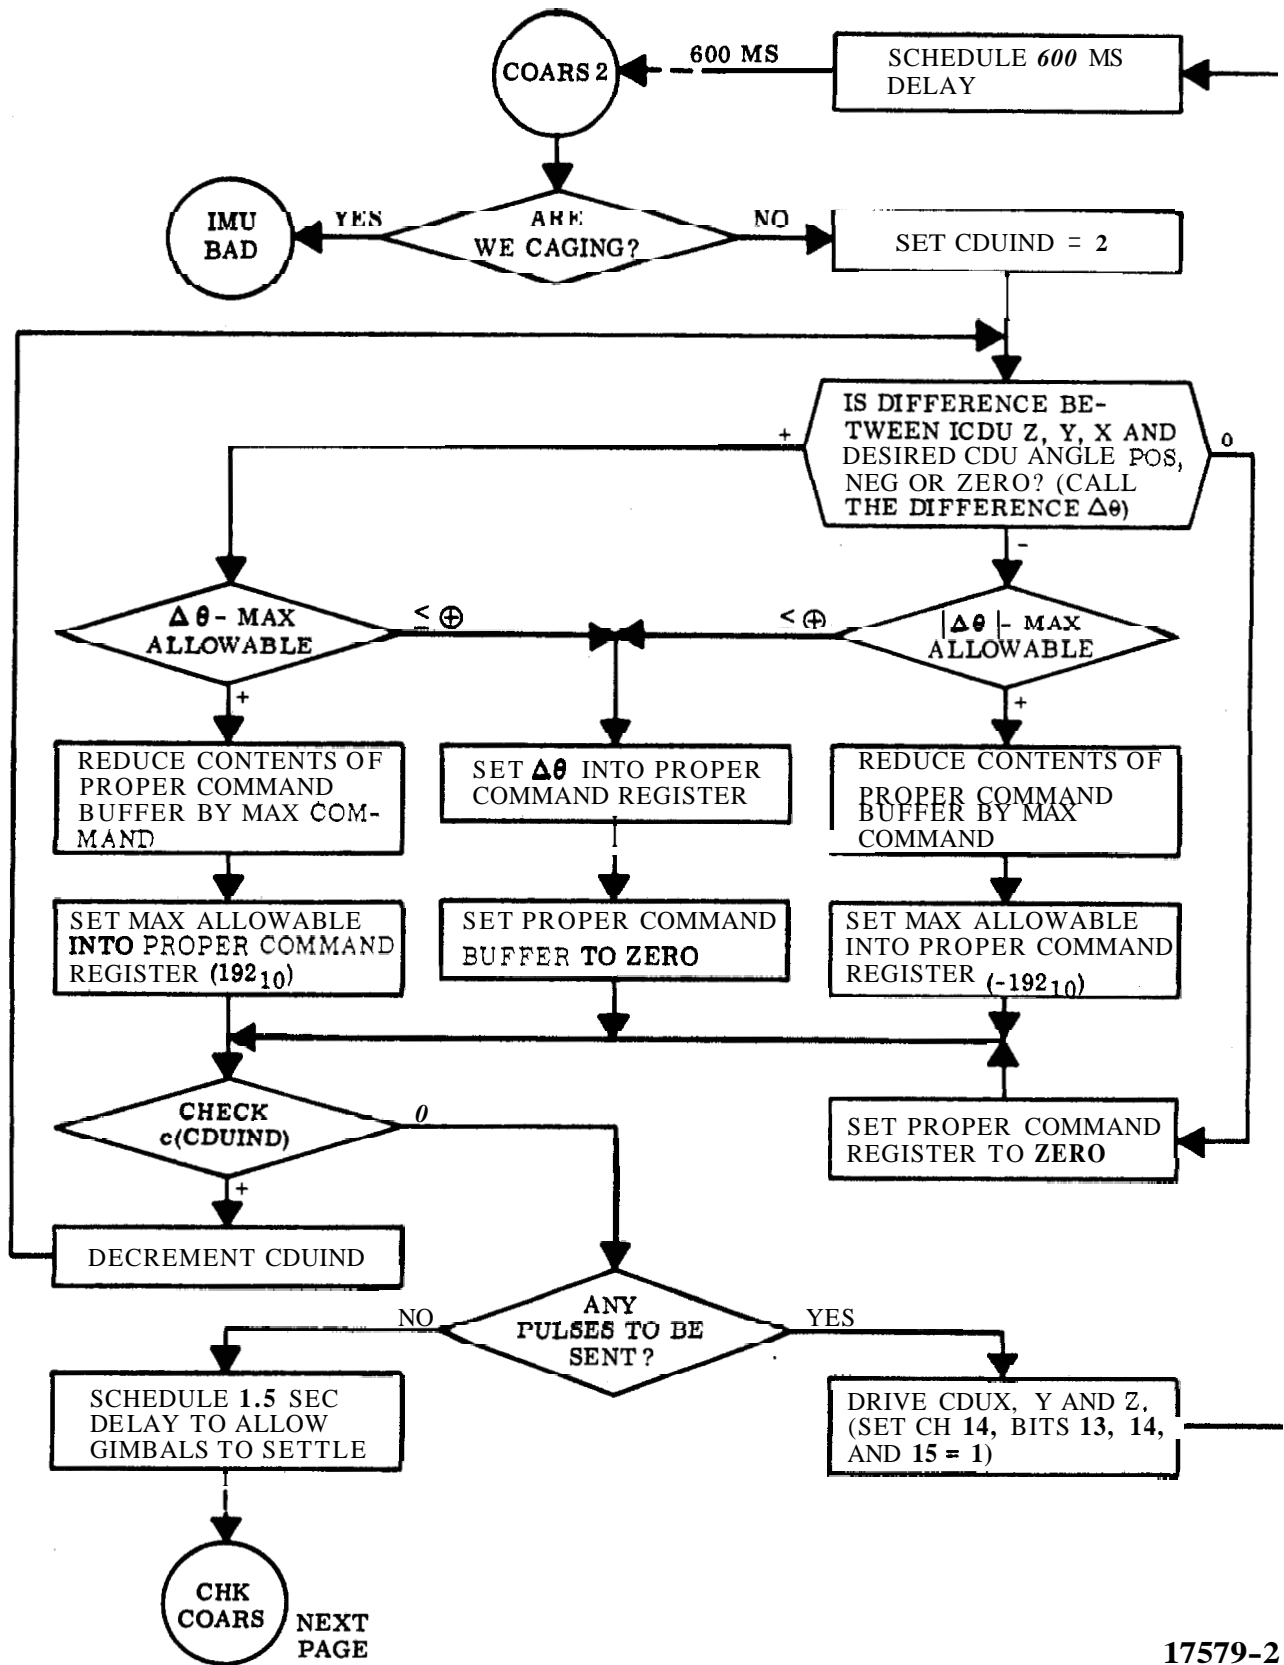 COARS 2
600 MS
SCHEDULE 600 MS
DELAY
IMU
BAD
YES
ARE
WE CAGING?
NO
SET CDUIND = 2
IS DIFFERENCE BE-
TWEEN ICDU Z, Y, X AND
DESIRED CDU ANGLE POS,
NEG OR ZERO? (CALL
THE DIFFERENCE Δθ)
+
0
-
Δθ - MAX
ALLOWABLE
≤ ⊕
< ⊕
|Δθ| - MAX
ALLOWABLE
+
+
REDUCE CONTENTS OF
PROPER COMMAND
BUFFER BY MAX COM-
MAND
SET Δθ INTO PROPER
COMMAND REGISTER
REDUCE CONTENTS OF
PROPER COMMAND
BUFFER BY MAX
COMMAND
SET MAX ALLOWABLE
INTO PROPER COMMAND
REGISTER (192₁₀)
SET PROPER COMMAND
BUFFER TO ZERO
SET MAX ALLOWABLE
INTO PROPER COMMAND
REGISTER (-192₁₀)
CHECK
c(CDUIND)
0
+
SET PROPER COMMAND
REGISTER TO ZERO
DECREMENT CDUIND
NO
ANY
PULSES TO BE
SENT?
YES
SCHEDULE 1.5 SEC
DELAY TO ALLOW
GIMBALS TO SETTLE
DRIVE CDUX, Y AND Z.
(SET CH 14, BITS 13, 14,
AND 15 = 1)
CHK
COARS
NEXT
PAGE
17579-2